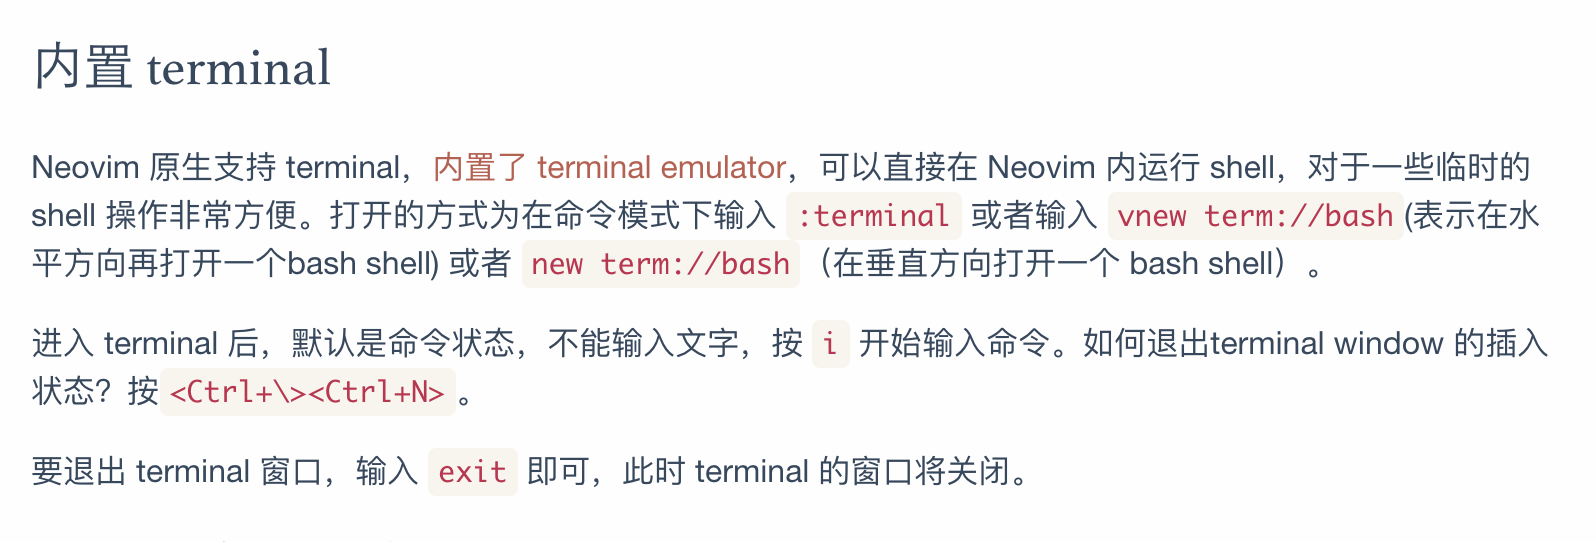 内置 terminal
Neovim 原生支持 terminal，内置了 terminal emulator，可以直接在 Neovim 内运行 shell，对于一些临时的
shell 操作非常方便。打开的方式为在命令模式下输入 :terminal 或者输入 vnew term://bash(表示在水
平方向再打开一个bash shell) 或者 new term://bash （在垂直方向打开一个 bash shell）。
进入 terminal 后，默认是命令状态，不能输入文字，按 i 开始输入命令。如何退出terminal window 的插入
状态？按<Ctrl+\><Ctrl+N>。
要退出 terminal 窗口，输入 exit 即可，此时 terminal 的窗口将关闭。